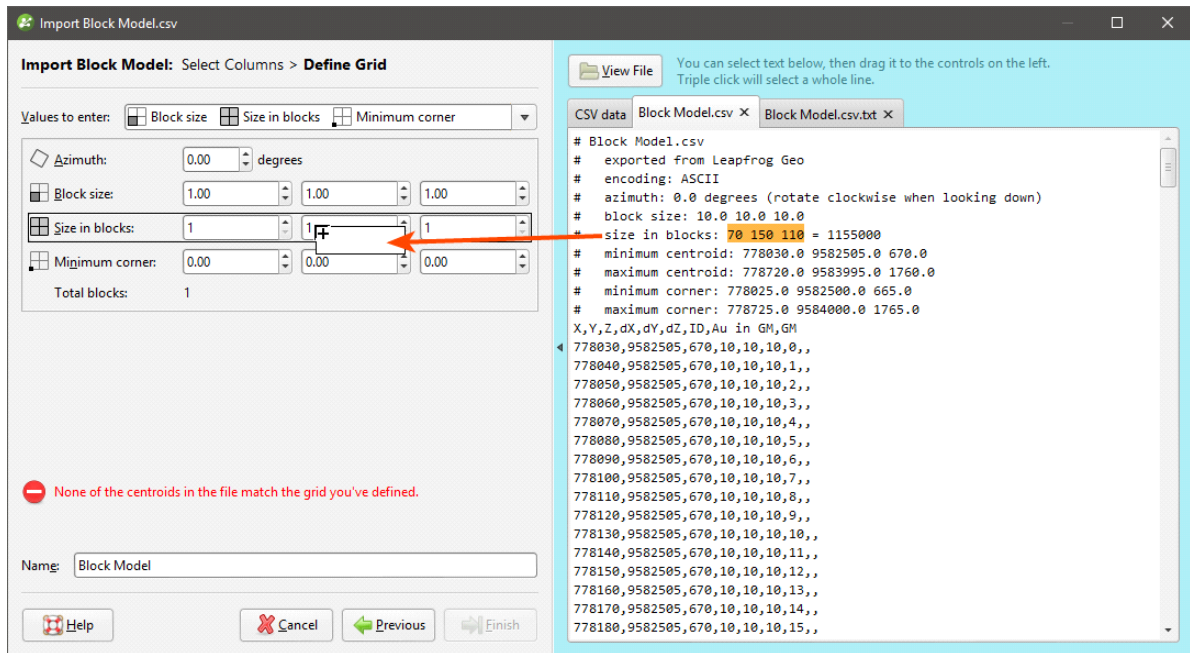 Import Block Model.csv
Import Block Model: Select Columns > Define Grid
Values to enter: Block size Size in blocks Minimum corner
Azimuth: 0.00 degrees
Block size: 1.00 1.00 1.00
Size in blocks: 1 1 1
Minimum corner: 0.00 0.00 0.00
Total blocks: 1
None of the centroids in the file match the grid you've defined.
Name: Block Model
Help Cancel Previous Finish
View File
You can select text below, then drag it to the controls on the left.
Triple click will select a whole line.
CSV data Block Model.csv Block Model.csv.txt
# Block Model.csv
# exported from Leapfrog Geo
# encoding: ASCII
# azimuth: 0.0 degrees (rotate clockwise when looking down)
# block size: 10.0 10.0 10.0
# size in blocks: 70 150 110 = 1155000
# minimum centroid: 778030.0 9582505.0 670.0
# maximum centroid: 778720.0 9583995.0 1760.0
# minimum corner: 778025.0 9582500.0 665.0
# maximum corner: 778725.0 9584000.0 1765.0
X,Y,Z,dX,dY,dZ,ID,Au in GM,GM
778030,9582505,670,10,10,10,0,,
778040,9582505,670,10,10,10,1,,
778050,9582505,670,10,10,10,2,,
778060,9582505,670,10,10,10,3,,
778070,9582505,670,10,10,10,4,,
778080,9582505,670,10,10,10,5,,
778090,9582505,670,10,10,10,6,,
778100,9582505,670,10,10,10,7,,
778110,9582505,670,10,10,10,8,,
778120,9582505,670,10,10,10,9,,
778130,9582505,670,10,10,10,10,,
778140,9582505,670,10,10,10,11,,
778150,9582505,670,10,10,10,12,,
778160,9582505,670,10,10,10,13,,
778170,9582505,670,10,10,10,14,,
778180,9582505,670,10,10,10,15,,